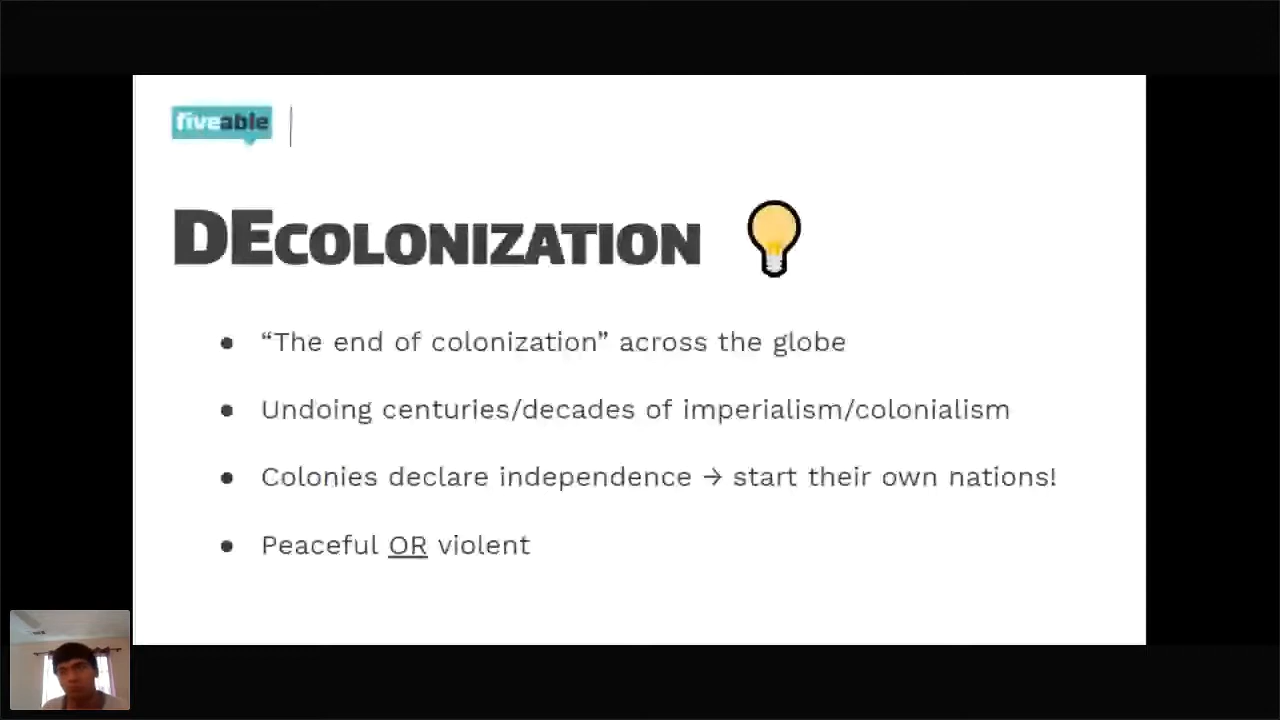 fiveable
DECOLONIZATION
● “The end of colonization” across the globe
● Undoing centuries/decades of imperialism/colonialism
● Colonies declare independence → start their own nations!
● Peaceful OR violent